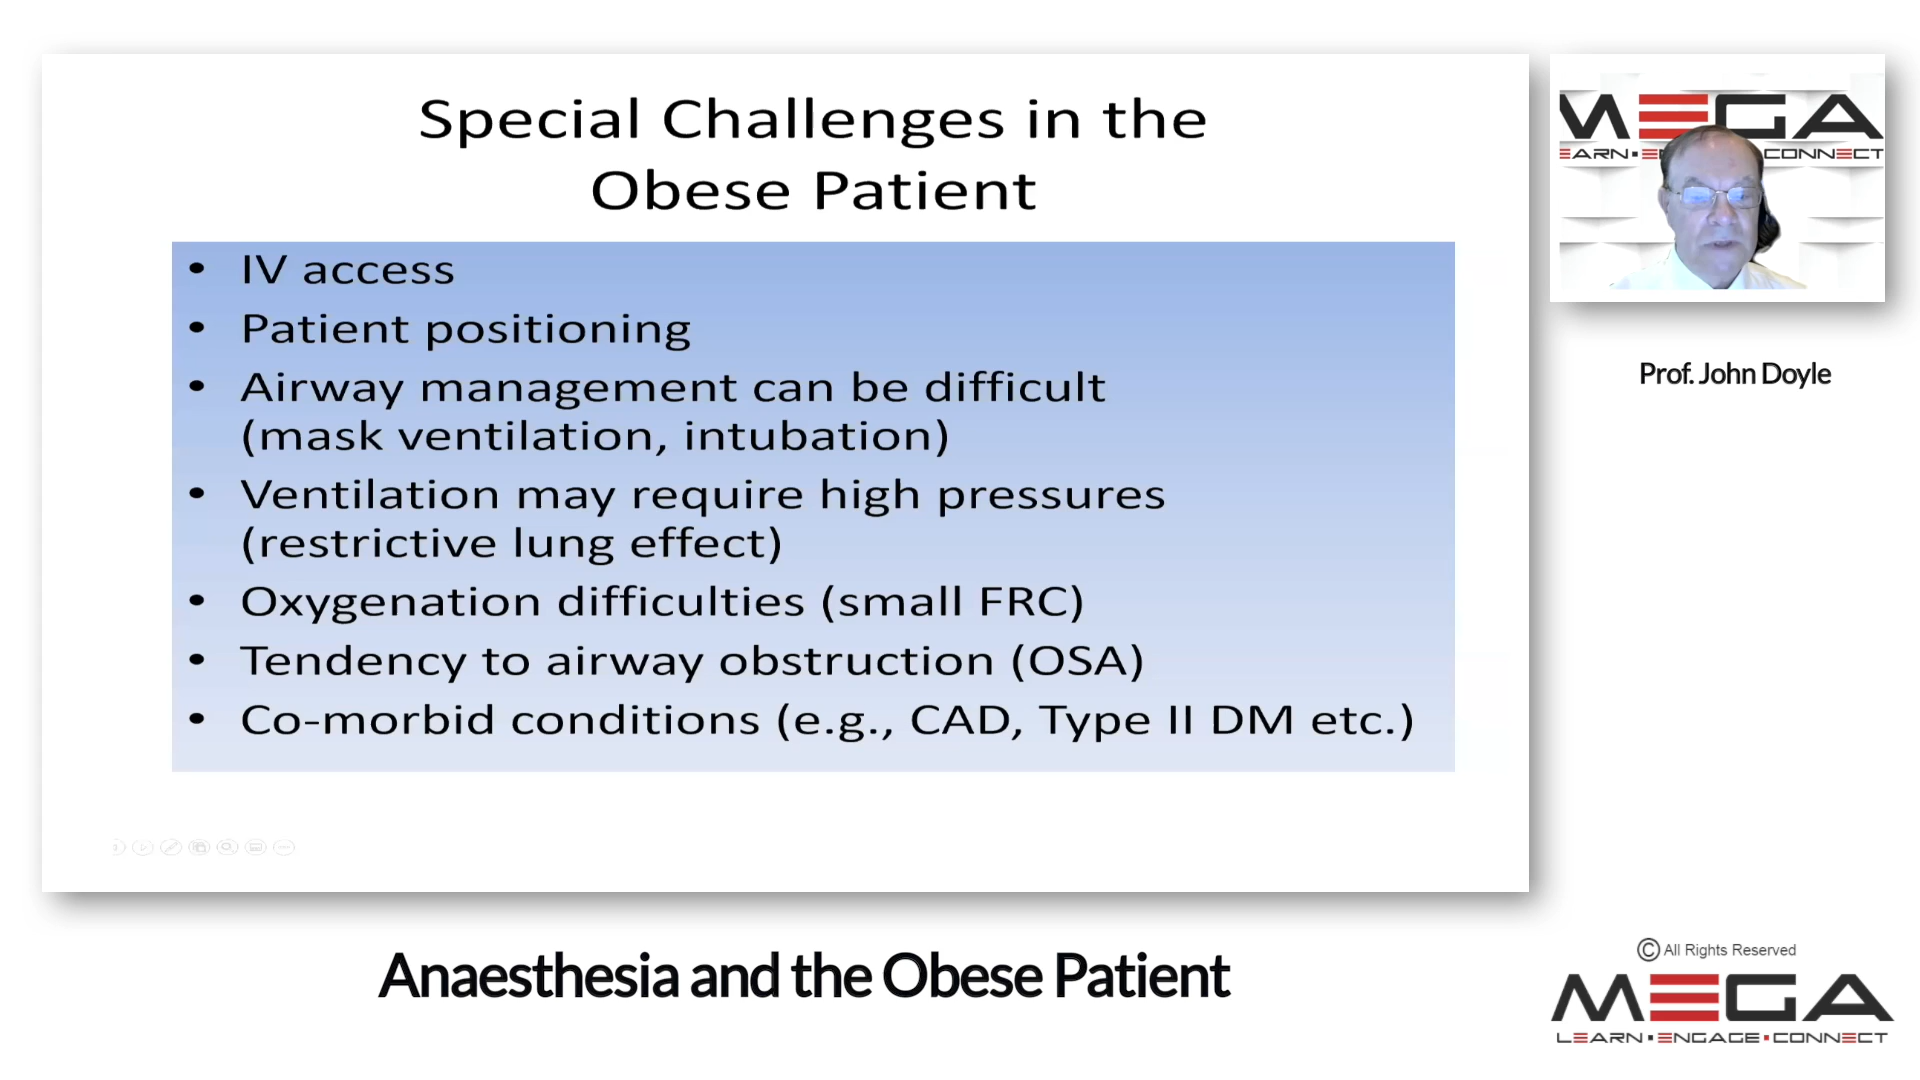 Special Challenges in the
Obese Patient
• IV access
• Patient positioning
• Airway management can be difficult
(mask ventilation, intubation)
• Ventilation may require high pressures
(restrictive lung effect)
• Oxygenation difficulties (small FRC)
• Tendency to airway obstruction (OSA)
• Co-morbid conditions (e.g., CAD, Type II DM etc.)
MEGA
EARN▪E CONNECT
Prof. John Doyle
Anaesthesia and the Obese Patient
© All Rights Reserved
MEGA
LEARN▪ENGAGE▪CONNECT